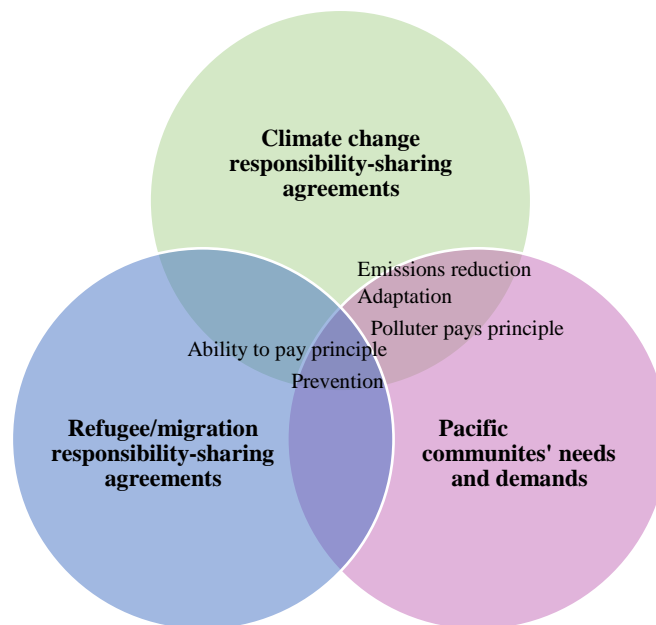 Climate change
responsibility-sharing
agreements
Emissions reduction
Adaptation
Polluter pays principle
Ability to pay principle
Prevention
Refugee/migration
responsibility-sharing
agreements
Pacific
communites' needs
and demands